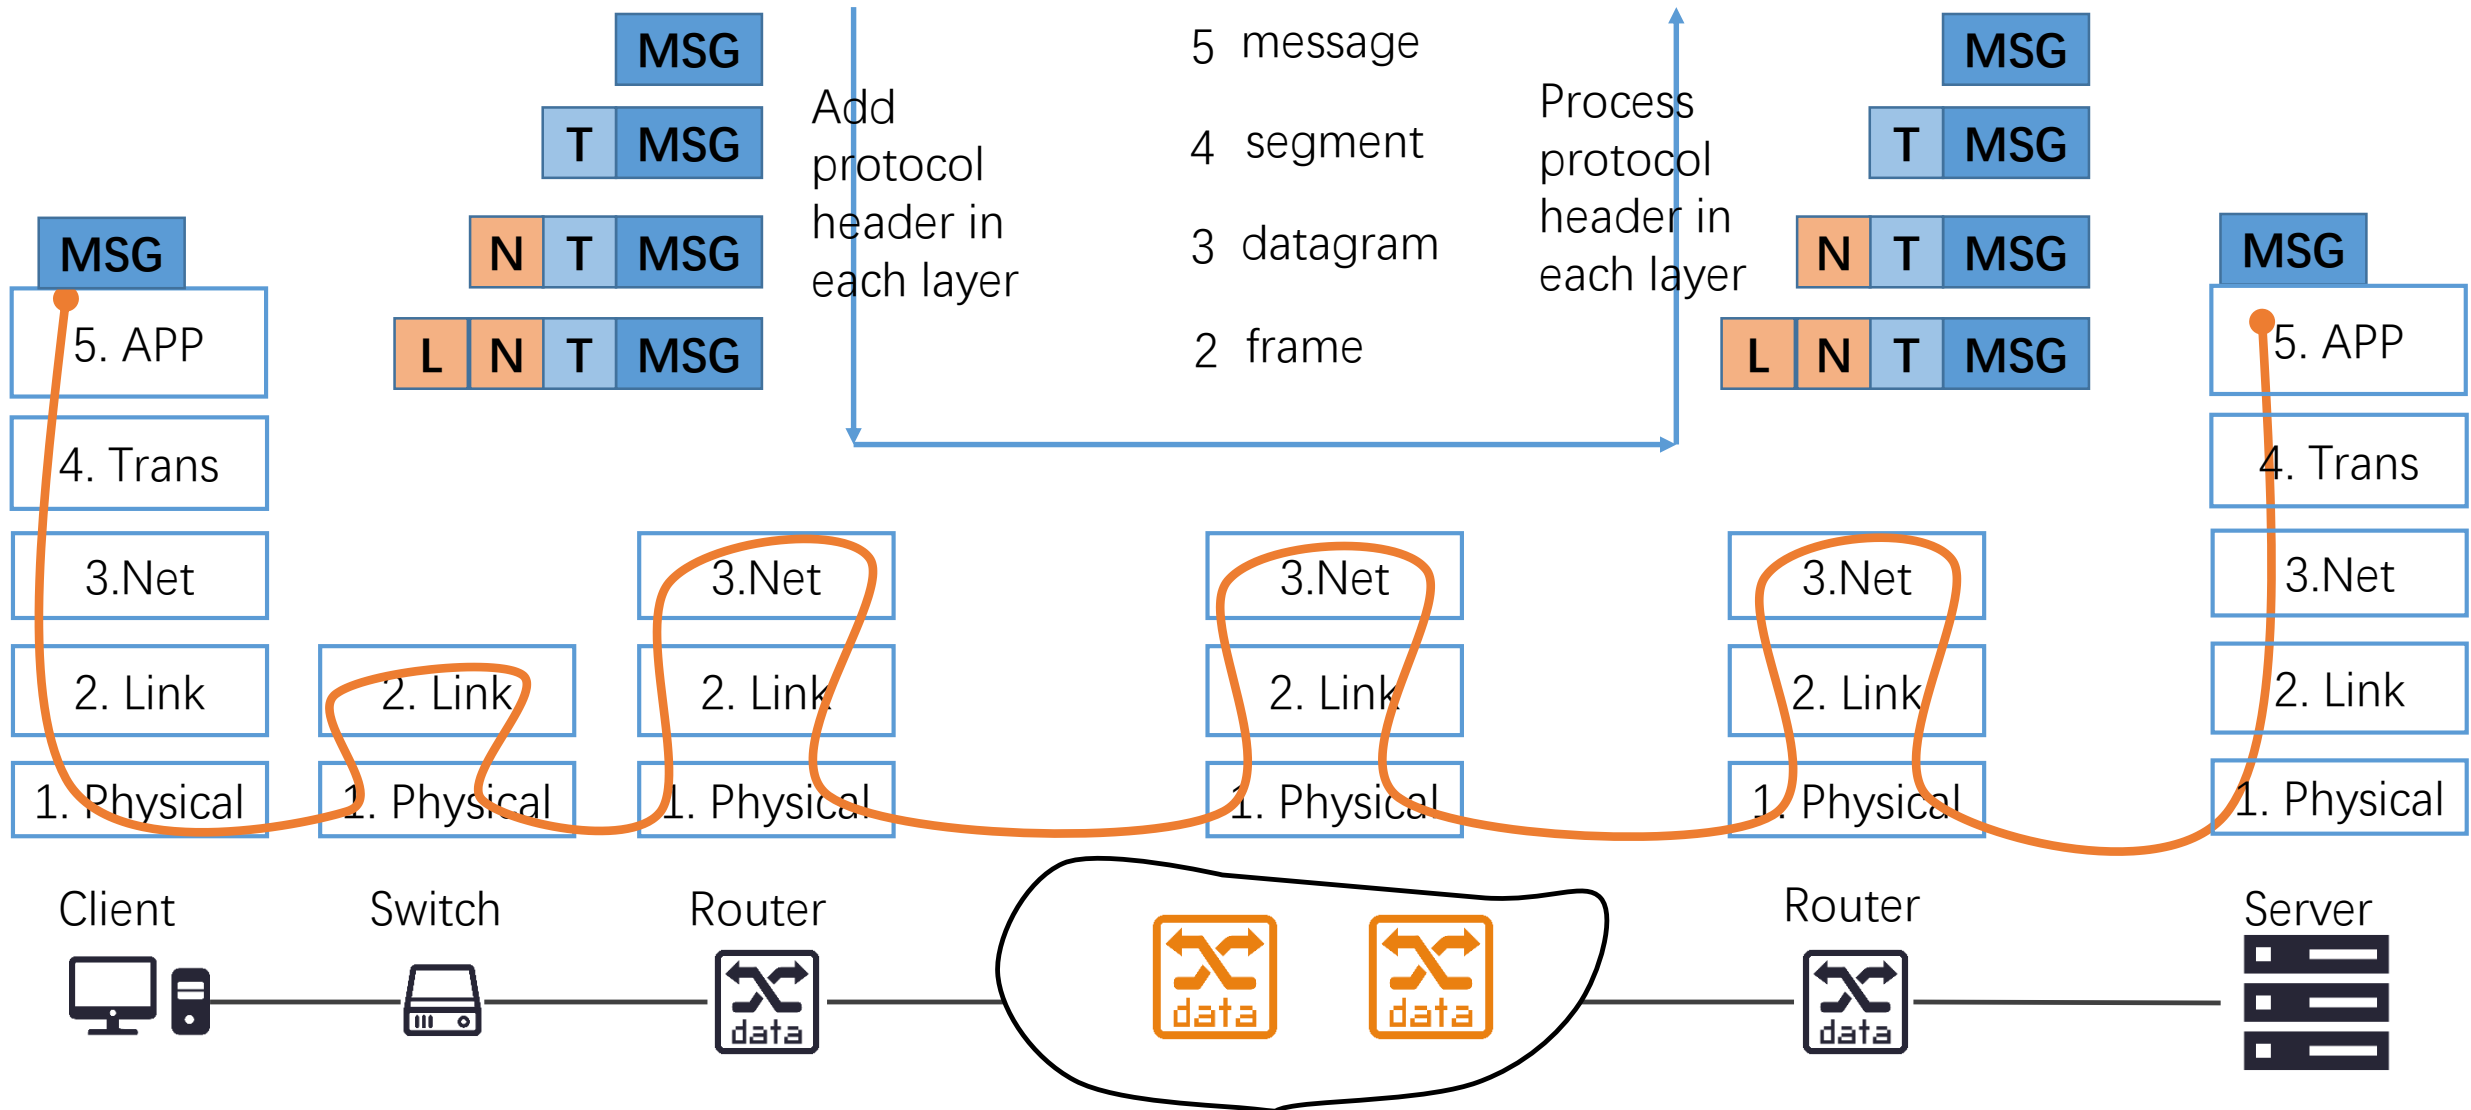 MSG
T MSG
N T MSG
L N T MSG
Add
protocol
header in
each layer
5 message
4 segment
3 datagram
2 frame
Process
protocol
header in
each layer
MSG
T MSG
N T MSG
L N T MSG
MSG
5. APP
4. Trans
3.Net
2. Link
1. Physical
2. Link
1. Physical
3.Net
2. Link
1. Physical
3.Net
2. Link
1. Physical
3.Net
2. Link
1. Physical
MSG
5. APP
4. Trans
3.Net
2. Link
1. Physical
Client
Switch
Router
data
data
data
Router
data
Server